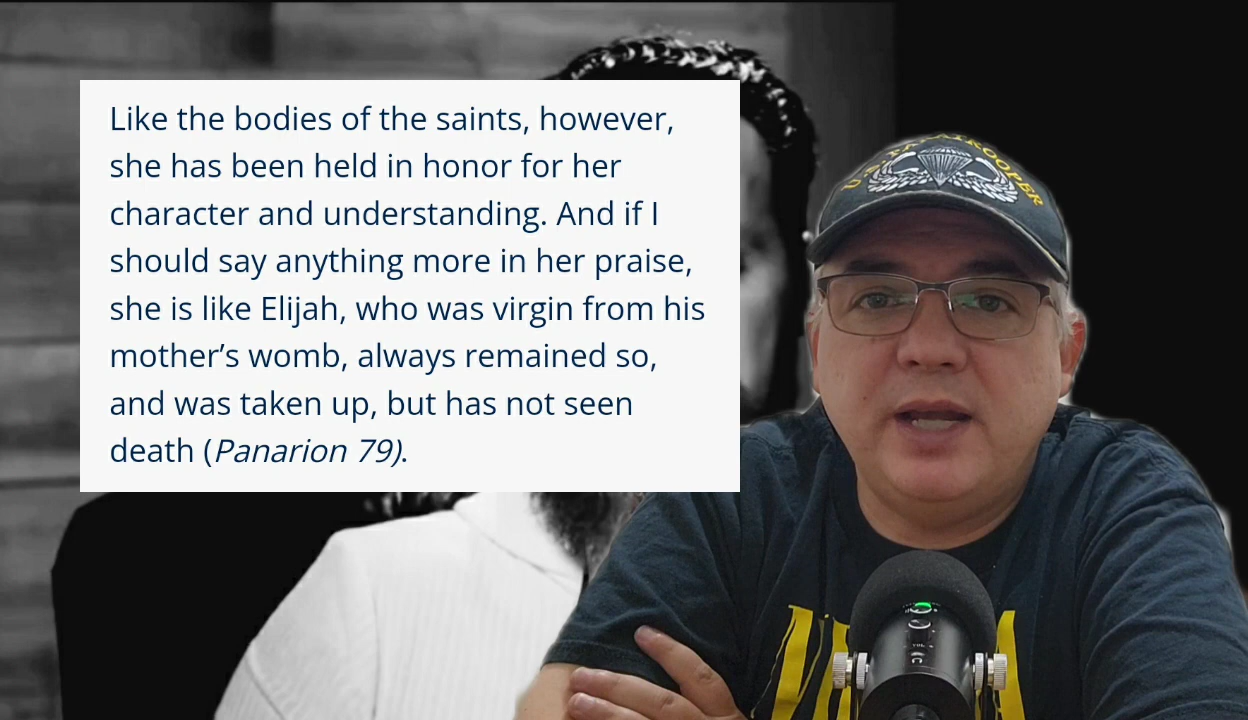 Like the bodies of the saints, however,
she has been held in honor for her
character and understanding. And if I
should say anything more in her praise,
she is like Elijah, who was virgin from his
mother’s womb, always remained so,
and was taken up, but has not seen
death (Panarion 79).